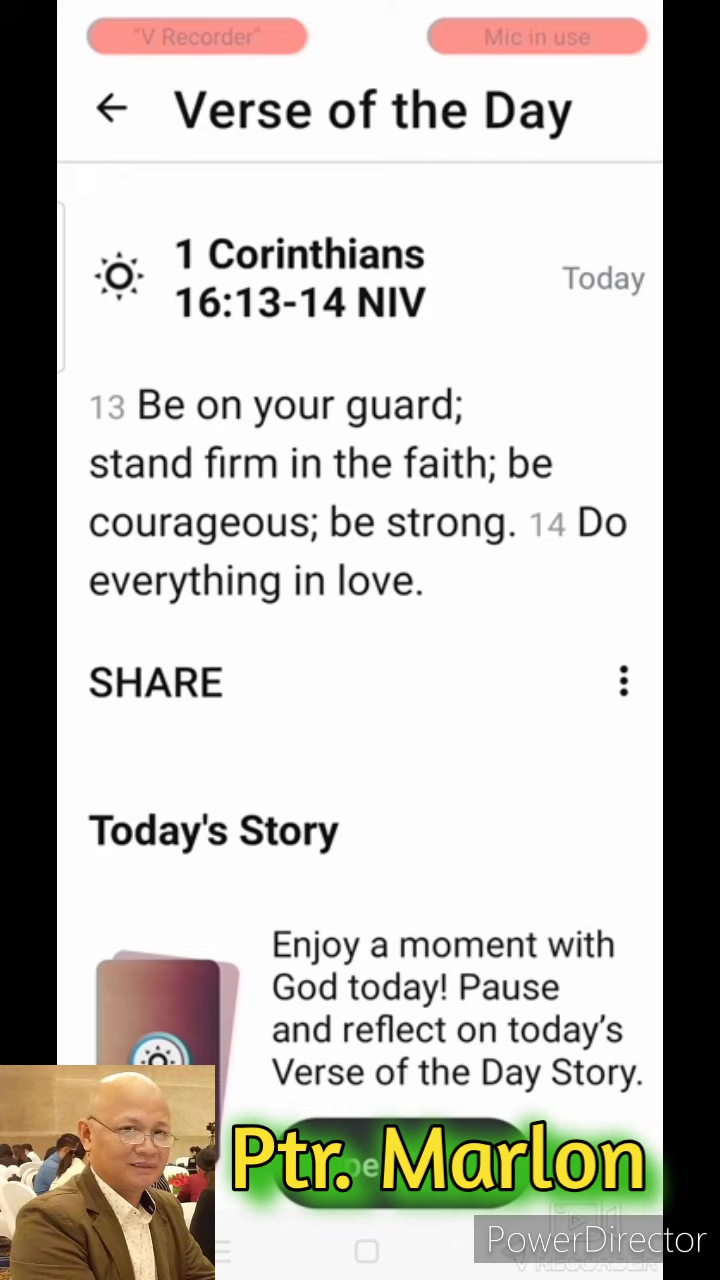 "V Recorder"
Mic in use
Verse of the Day
1 Corinthians
16:13-14 NIV
Today
13 Be on your guard;
stand firm in the faith; be
courageous; be strong. 14 Do
everything in love.
SHARE
Today's Story
Enjoy a moment with
God today! Pause
and reflect on today's
Verse of the Day Story.
Ptr. Marlon
PowerDirector
V RECORDER